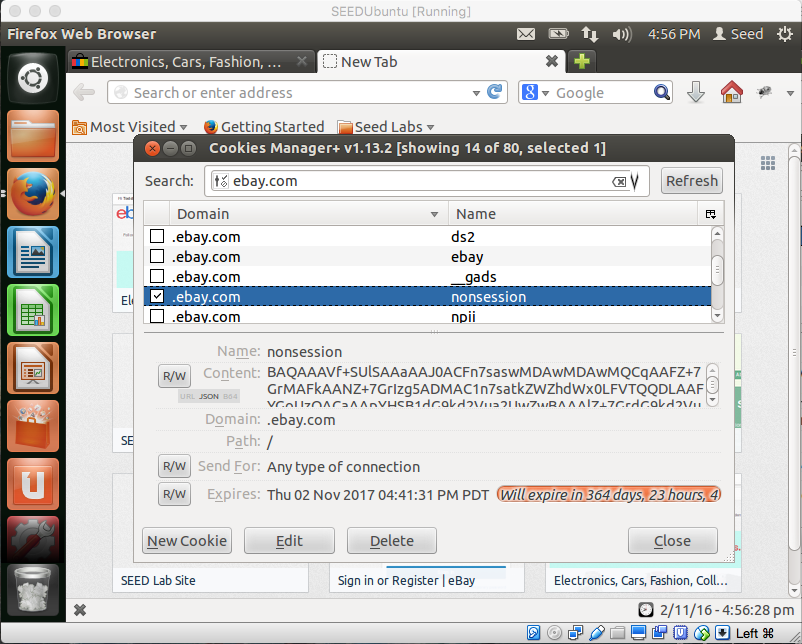 SEEDUbuntu [Running]
Firefox Web Browser 4:56 PM Seed
Electronics, Cars, Fashion, ... New Tab
Search or enter address Google
Most Visited Getting Started Seed Labs
Cookies Manager+ v1.13.2 [showing 14 of 80, selected 1]
Search: ebay.com Refresh
Domain Name
.ebay.com ds2
.ebay.com ebay
.ebay.com __gads
.ebay.com nonsession
.ebay.com npii
Name: nonsession
R/W Content: BAQAAAVf+SUlSAAaAAJ0ACFn7saswMDAwMDAwMQCqAAFZ+7
GrMAFkAANZ+7GrIzg5ADMAC1n7satkZWZhdWx0LFVTQQDLAAF
URL JSON B64
Domain: .ebay.com
Path: /
R/W Send For: Any type of connection
R/W Expires: Thu 02 Nov 2017 04:41:31 PM PDT Will expire in 364 days, 23 hours, 4
New Cookie Edit Delete Close
SEED Lab Site Sign in or Register | eBay Electronics, Cars, Fashion, Coll...
2/11/16 - 4:56:28 pm
Left ⌘